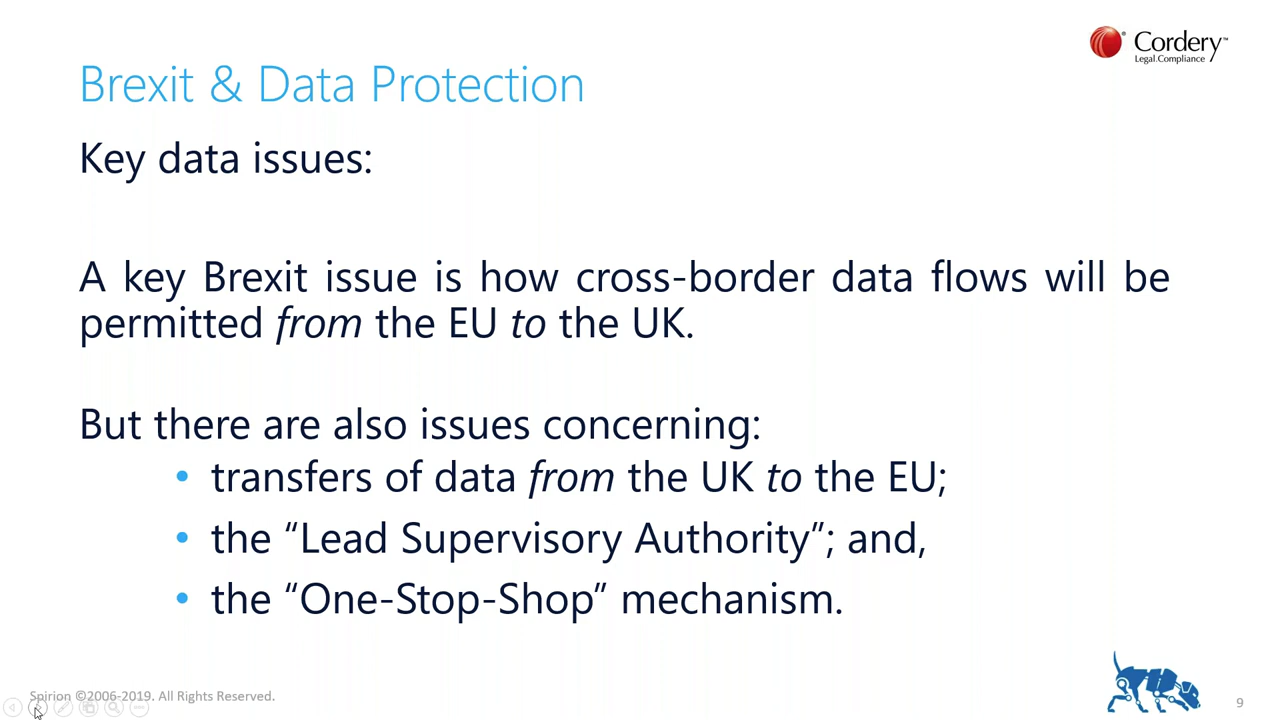 Cordery™
Legal.Compliance
Brexit & Data Protection
Key data issues:
A key Brexit issue is how cross-border data flows will be
permitted from the EU to the UK.
But there are also issues concerning:
• transfers of data from the UK to the EU;
• the “Lead Supervisory Authority”; and,
• the “One-Stop-Shop” mechanism.
Spirion ©2006-2019. All Rights Reserved.
9